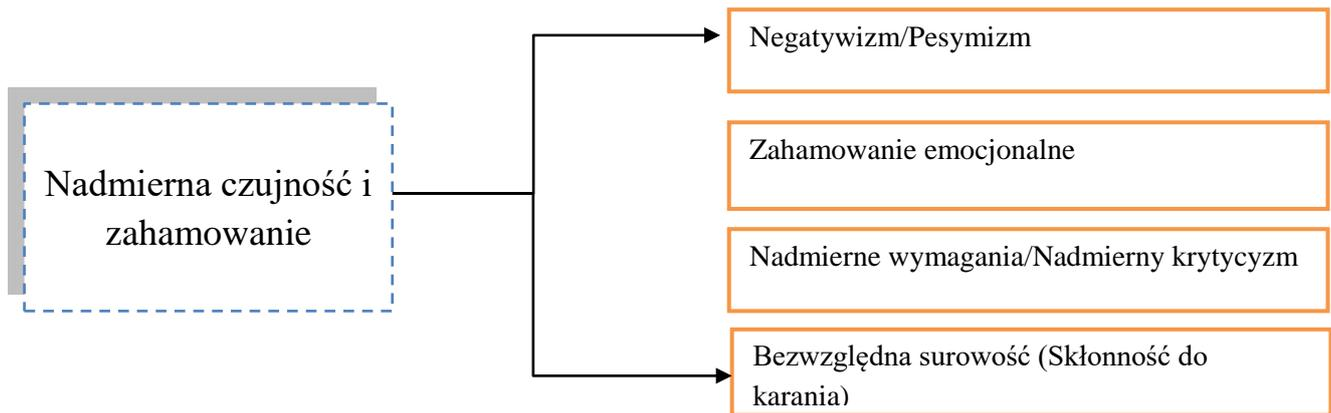 Negatywizm/Pesymizm
Zahamowanie emocjonalne
Nadmierna czujność i
zahamowanie
Nadmierne wymagania/Nadmierny krytycyzm
Bezwzględna surowość (Skłonność do
karania)